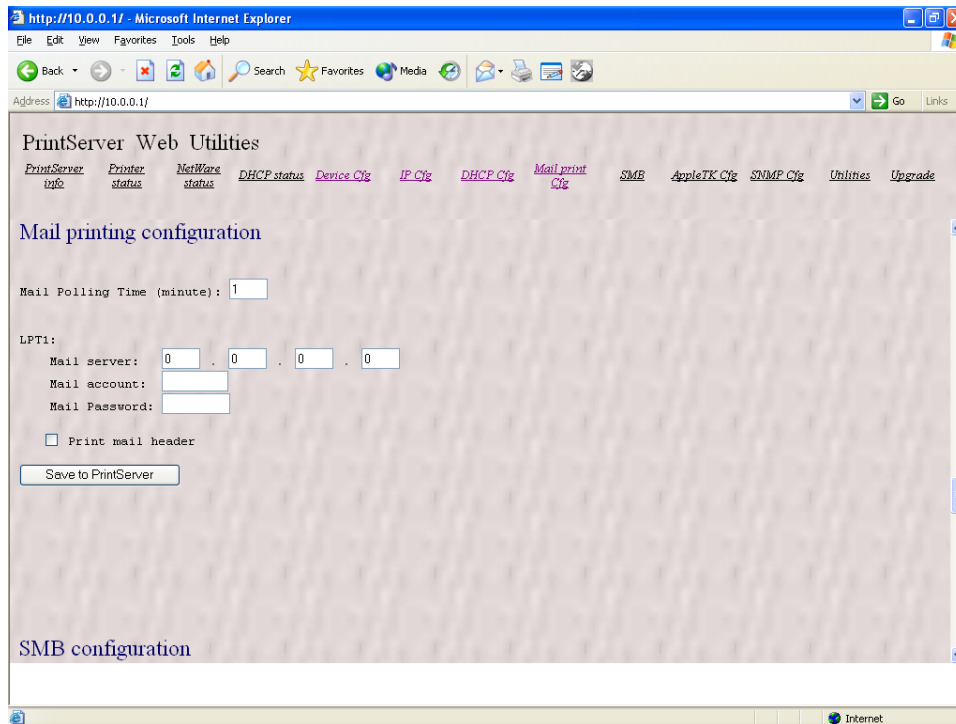 http://10.0.0.1/ - Microsoft Internet Explorer
File Edit View Favorites Tools Help
Back Search Favorites Media
Address http://10.0.0.1/ Go Links
PrintServer Web Utilities
PrintServer info Printer status NetWare status DHCP status Device Cfg IP Cfg DHCP Cfg Mail print Cfg SMB AppleTK Cfg SNMP Cfg Utilities Upgrade
Mail printing configuration
Mail Polling Time (minute): 1
LPT1:
Mail server: 0 . 0 . 0 . 0
Mail account:
Mail Password:
Print mail header
Save to PrintServer
SMB configuration
Internet